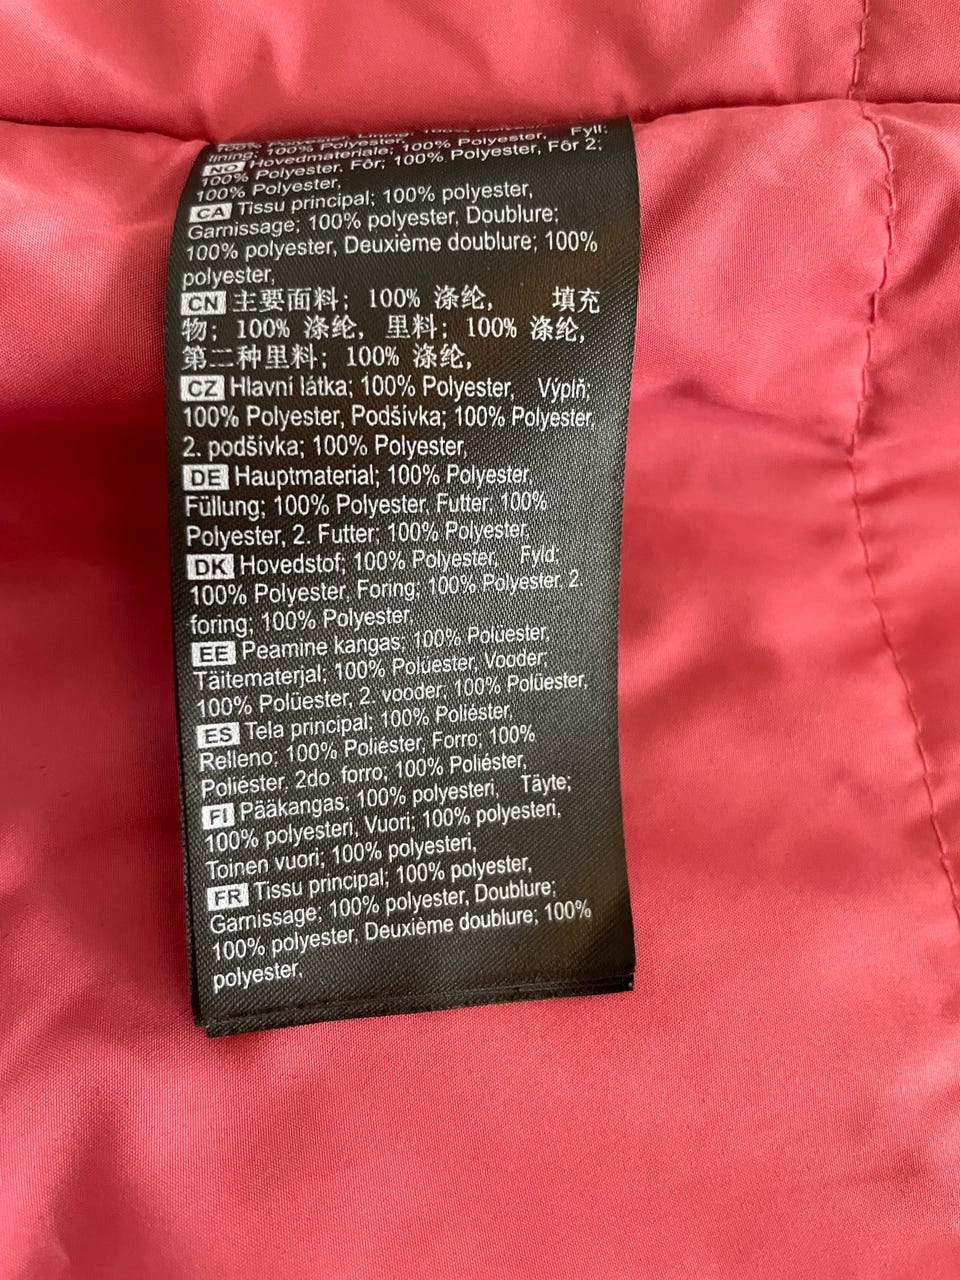 lining; 100% Polyester, Fyll;
NO Hovedmateriale; 100% Polyester,
100% Polyester, Fôr; 100% Polyester, Fôr 2;
100% Polyester,
CA Tissu principal; 100% polyester,
Garnissage; 100% polyester, Doublure;
100% polyester, Deuxième doublure; 100%
polyester,
CN 主要面料; 100% 涤纶, 填充
物; 100% 涤纶, 里料; 100% 涤纶,
第二种里料; 100% 涤纶,
CZ Hlavní látka; 100% Polyester, Výplň;
100% Polyester, Podšívka; 100% Polyester,
2. podšívka; 100% Polyester,
DE Hauptmaterial; 100% Polyester,
Füllung; 100% Polyester, Futter; 100%
Polyester, 2. Futter; 100% Polyester,
DK Hovedstof; 100% Polyester, Fyld;
100% Polyester, Foring; 100% Polyester, 2.
foring; 100% Polyester,
EE Peamine kangas; 100% Polüester,
Täitematerjal; 100% Polüester, Vooder;
100% Polüester, 2. vooder; 100% Polüester,
ES Tela principal; 100% Poliéster,
Relleno; 100% Poliéster, Forro; 100%
Poliéster, 2do. forro; 100% Poliéster,
FI Pääkangas; 100% polyesteri, Täyte;
100% polyesteri, Vuori; 100% polyesteri,
Toinen vuori; 100% polyesteri,
FR Tissu principal; 100% polyester,
Garnissage; 100% polyester, Doublure;
100% polyester, Deuxième doublure; 100%
polyester,